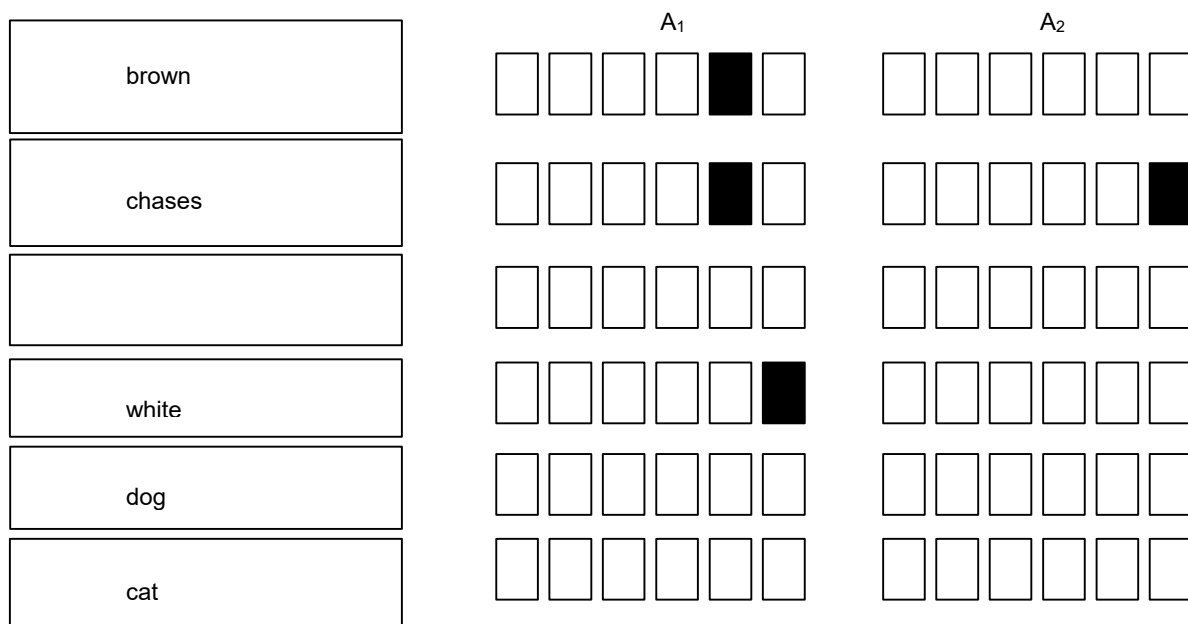 A₁ A₂
brown
chases
white
dog
cat